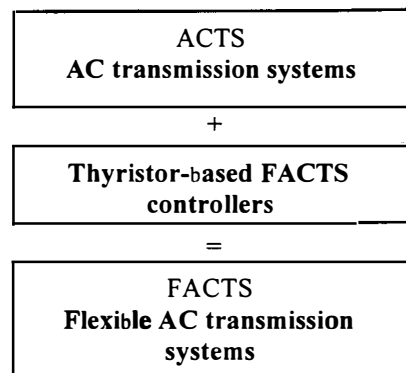 ACTS
AC transmission systems
+
Thyristor-based FACTS
controllers
=
FACTS
Flexible AC transmission
systems